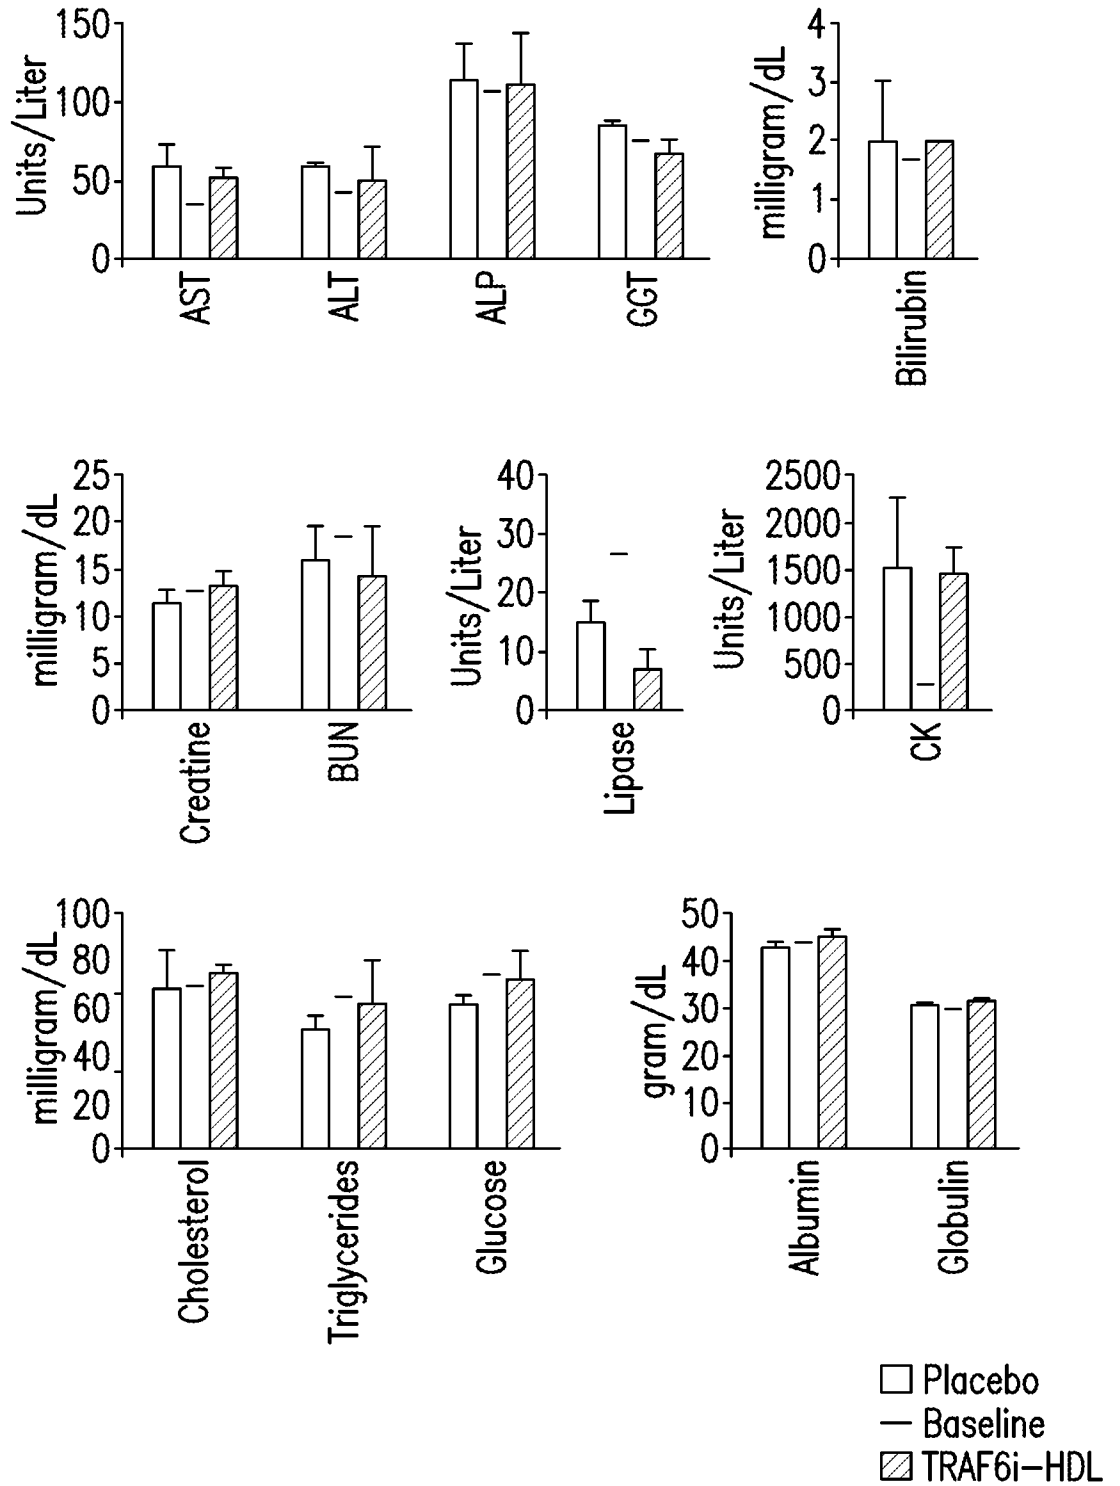 Units/Liter
150
100
50
0
AST
ALT
ALP
GGT
milligram/dL
4
3
2
1
0
Bilirubin
milligram/dL
25
20
15
10
5
0
Creatine
BUN
Units/Liter
40
30
20
10
0
Lipase
Units/Liter
2500
2000
1500
1000
500
0
CK
milligram/dL
100
80
60
40
20
0
Cholesterol
Triglycerides
Glucose
gram/dL
50
40
30
20
10
0
Albumin
Globulin
Placebo
Baseline
TRAF6i-HDL